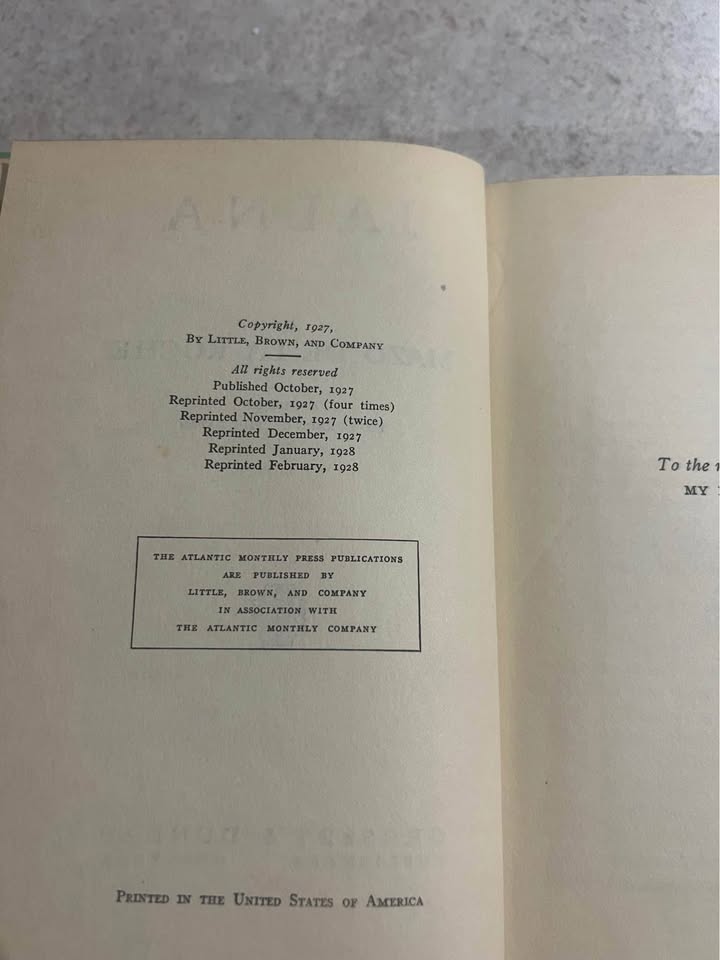 Copyright, 1927,
BY LITTLE, BROWN, AND COMPANY
All rights reserved
Published October, 1927
Reprinted October, 1927 (four times)
Reprinted November, 1927 (twice)
Reprinted December, 1927
Reprinted January, 1928
Reprinted February, 1928
THE ATLANTIC MONTHLY PRESS PUBLICATIONS
ARE PUBLISHED BY
LITTLE, BROWN, AND COMPANY
IN ASSOCIATION WITH
THE ATLANTIC MONTHLY COMPANY
PRINTED IN THE UNITED STATES OF AMERICA
To the
MY